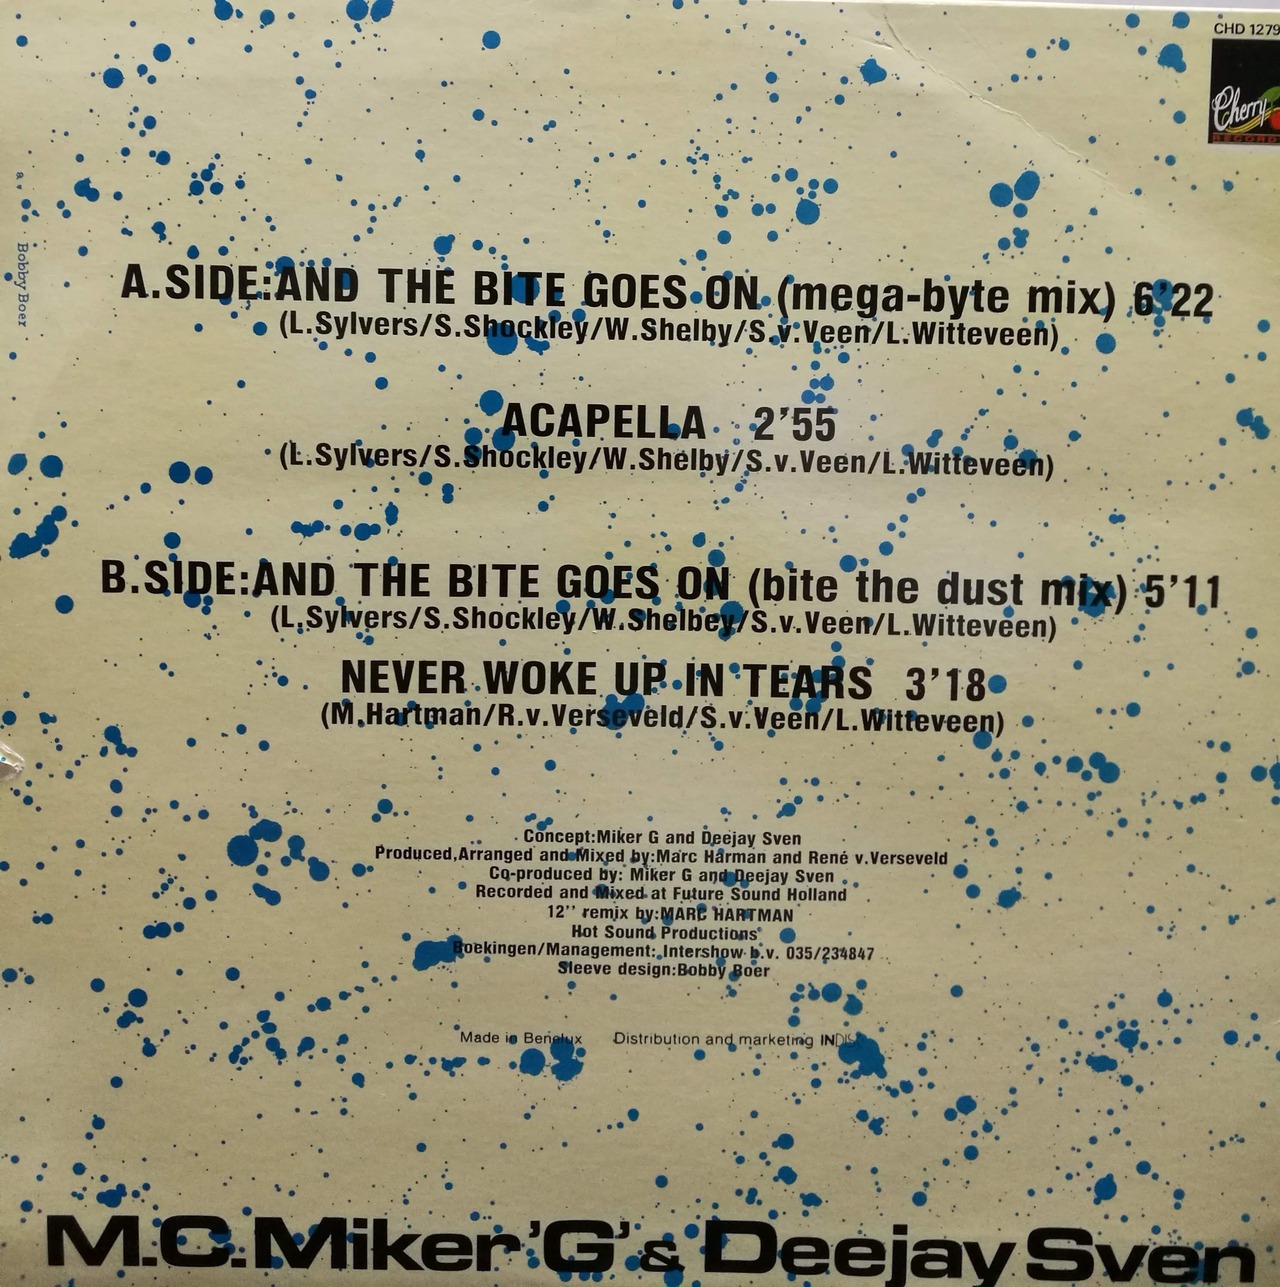 CHD 1279
Cherry
RECORD
Bobby Boer
A.SIDE:AND THE BITE GOES ON (mega-byte mix) 6'22
(L.Sylvers/S.Shockley/W.Shelby/S.v.Veen/L.Witteveen)
ACAPELLA 2'55
(L.Sylvers/S.Shockley/W.Shelby/S.v.Veen/L.Witteveen)
B.SIDE:AND THE BITE GOES ON (bite the dust mix) 5'11
(L.Sylvers/S.Shockley/W.Shelbey/S.v.Veen/L.Witteveen)
NEVER WOKE UP IN TEARS 3'18
(M.Hartman/R.v.Verseveld/S.v.Veen/L.Witteveen)
Concept:Miker G and Deejay Sven
Produced,Arranged and Mixed by:Marc Harman and René v.Verseveld
Co-produced by: Miker G and Deejay Sven
Recorded and Mixed at Future Sound Holland
12'' remix by:MARC HARTMAN
Hot Sound Productions
Boekingen/Management: Intershow b.v. 035/234847
Sleeve design:Bobby Boer
Made in Benelux Distribution and marketing INDISC
M.C.Miker'G'& Deejay Sven